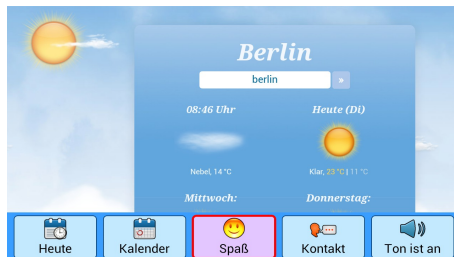 Berlin
berlin »
08:46 Uhr Heute (Di)
Nebel, 14 °C Klar, 23 °C | 11 °C
Mittwoch: Donnerstag:
Heute Kalender Spaß Kontakt Ton ist an